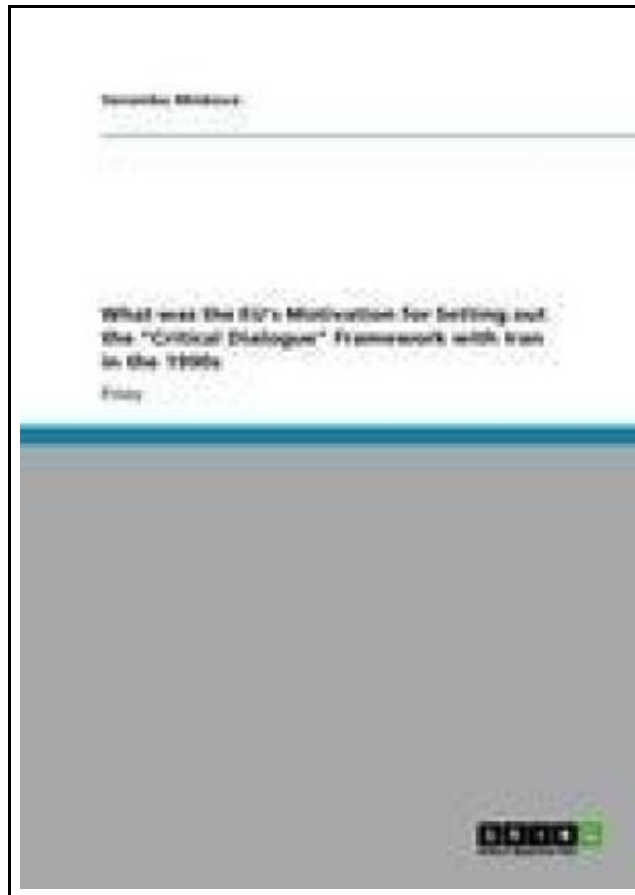 What was the EU's Motivation for Setting out
the "Critical Dialogue" Framework with Iran
in the 1990s
Essay